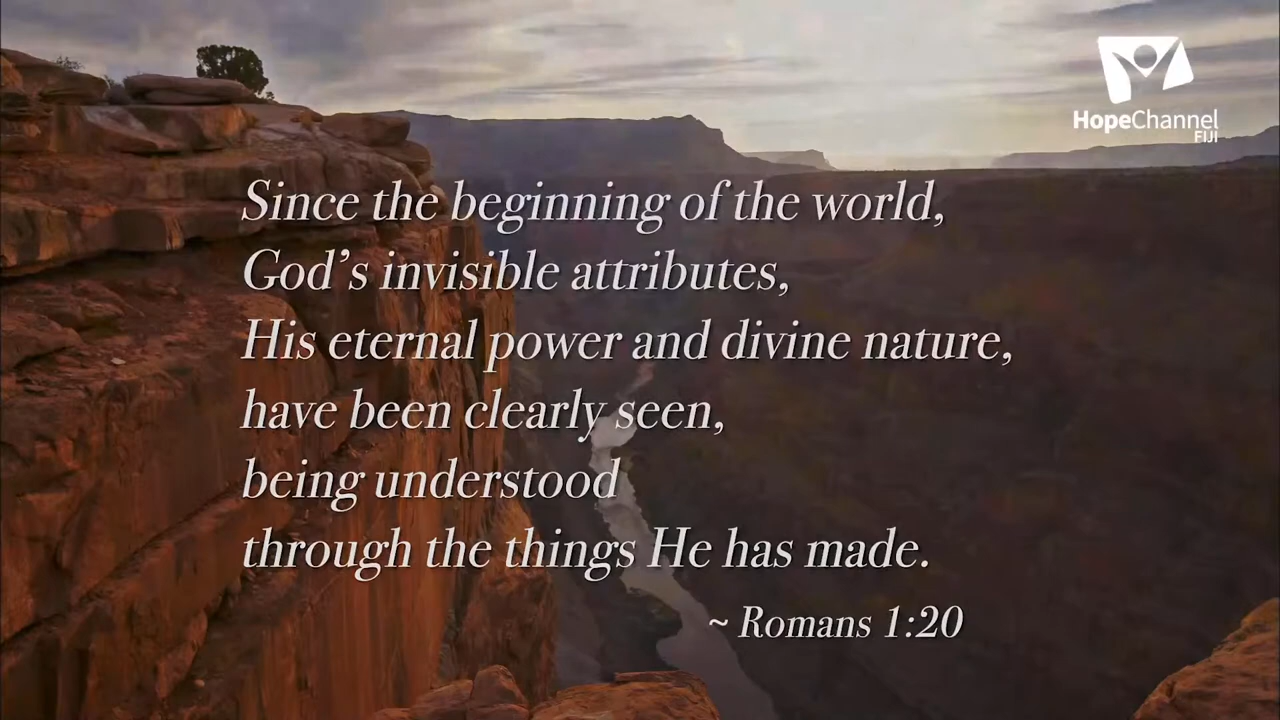 HopeChannel
FIJI
Since the beginning of the world,
God’s invisible attributes,
His eternal power and divine nature,
have been clearly seen,
being understood
through the things He has made.
~ Romans 1:20